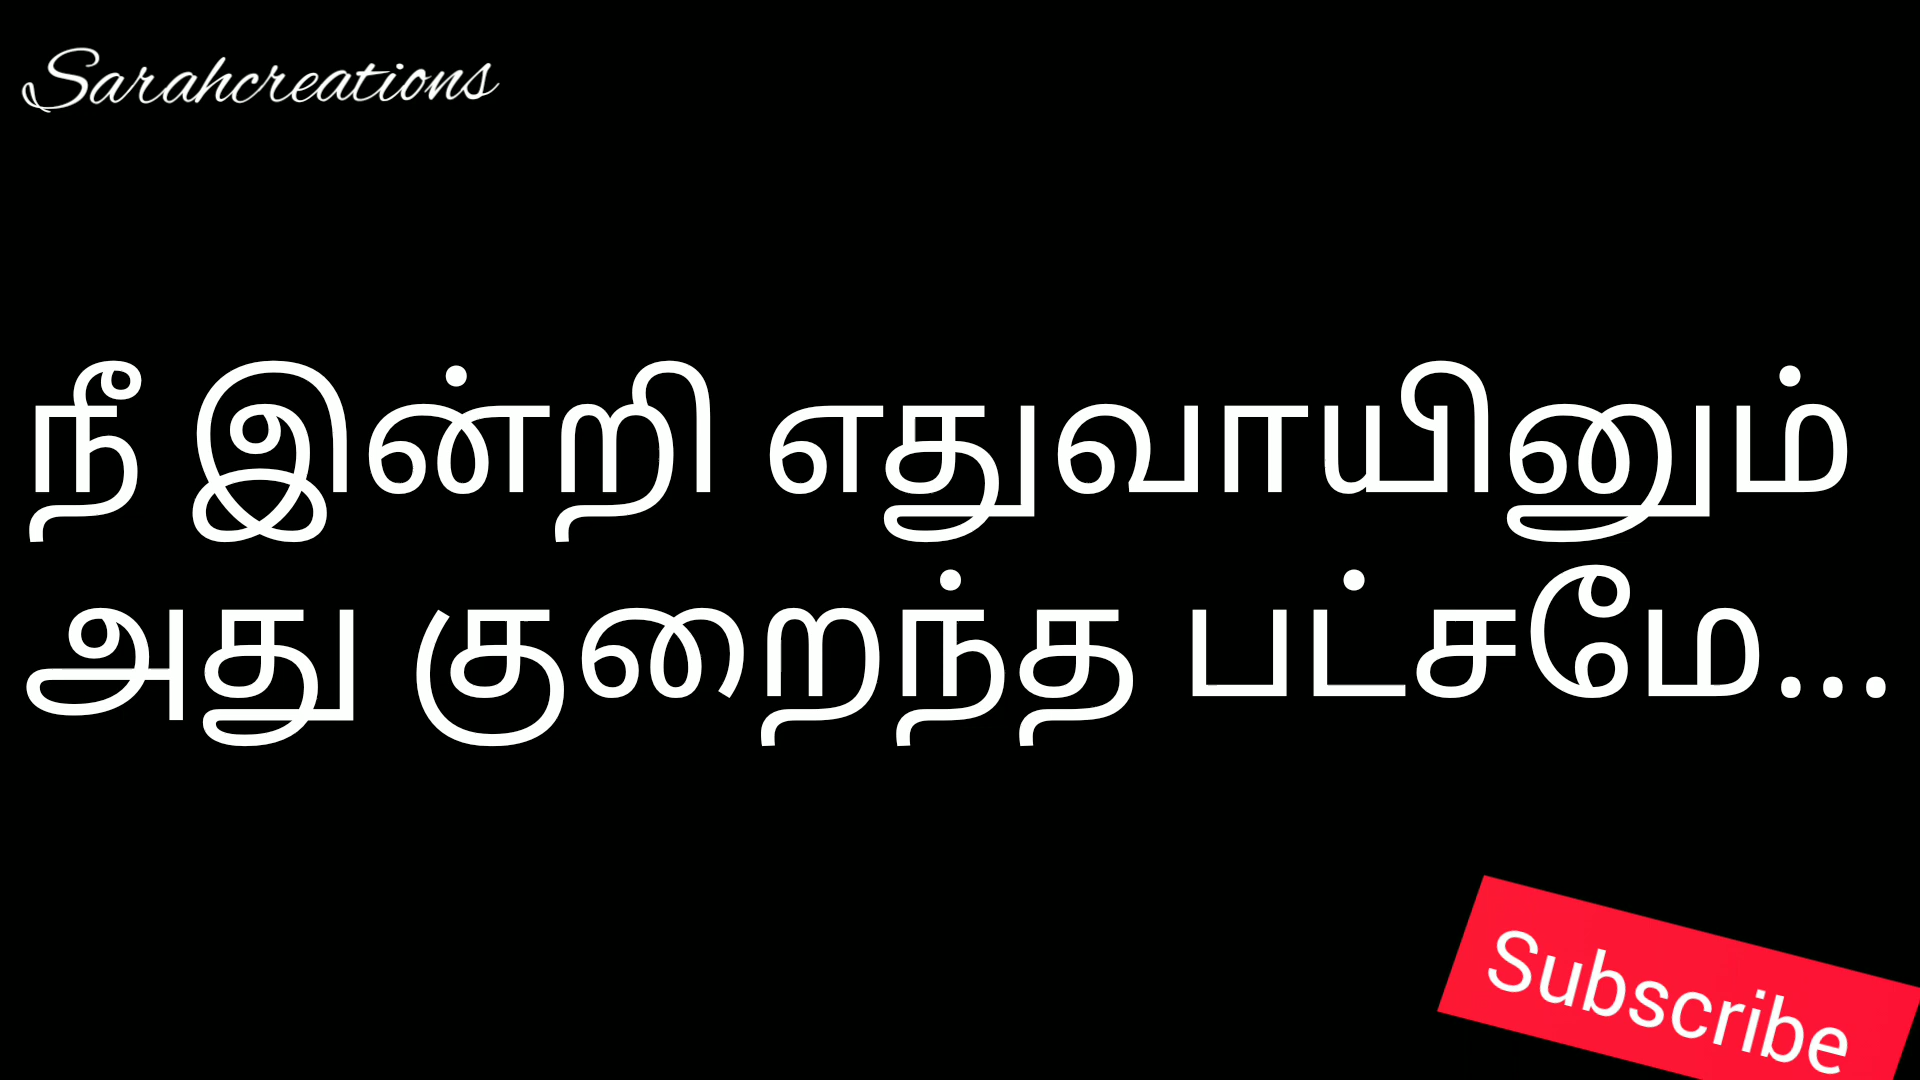 Sarahcreations
நீ இன்றி எதுவாயினும்
அது குறைந்த பட்சமே...
Subscribe